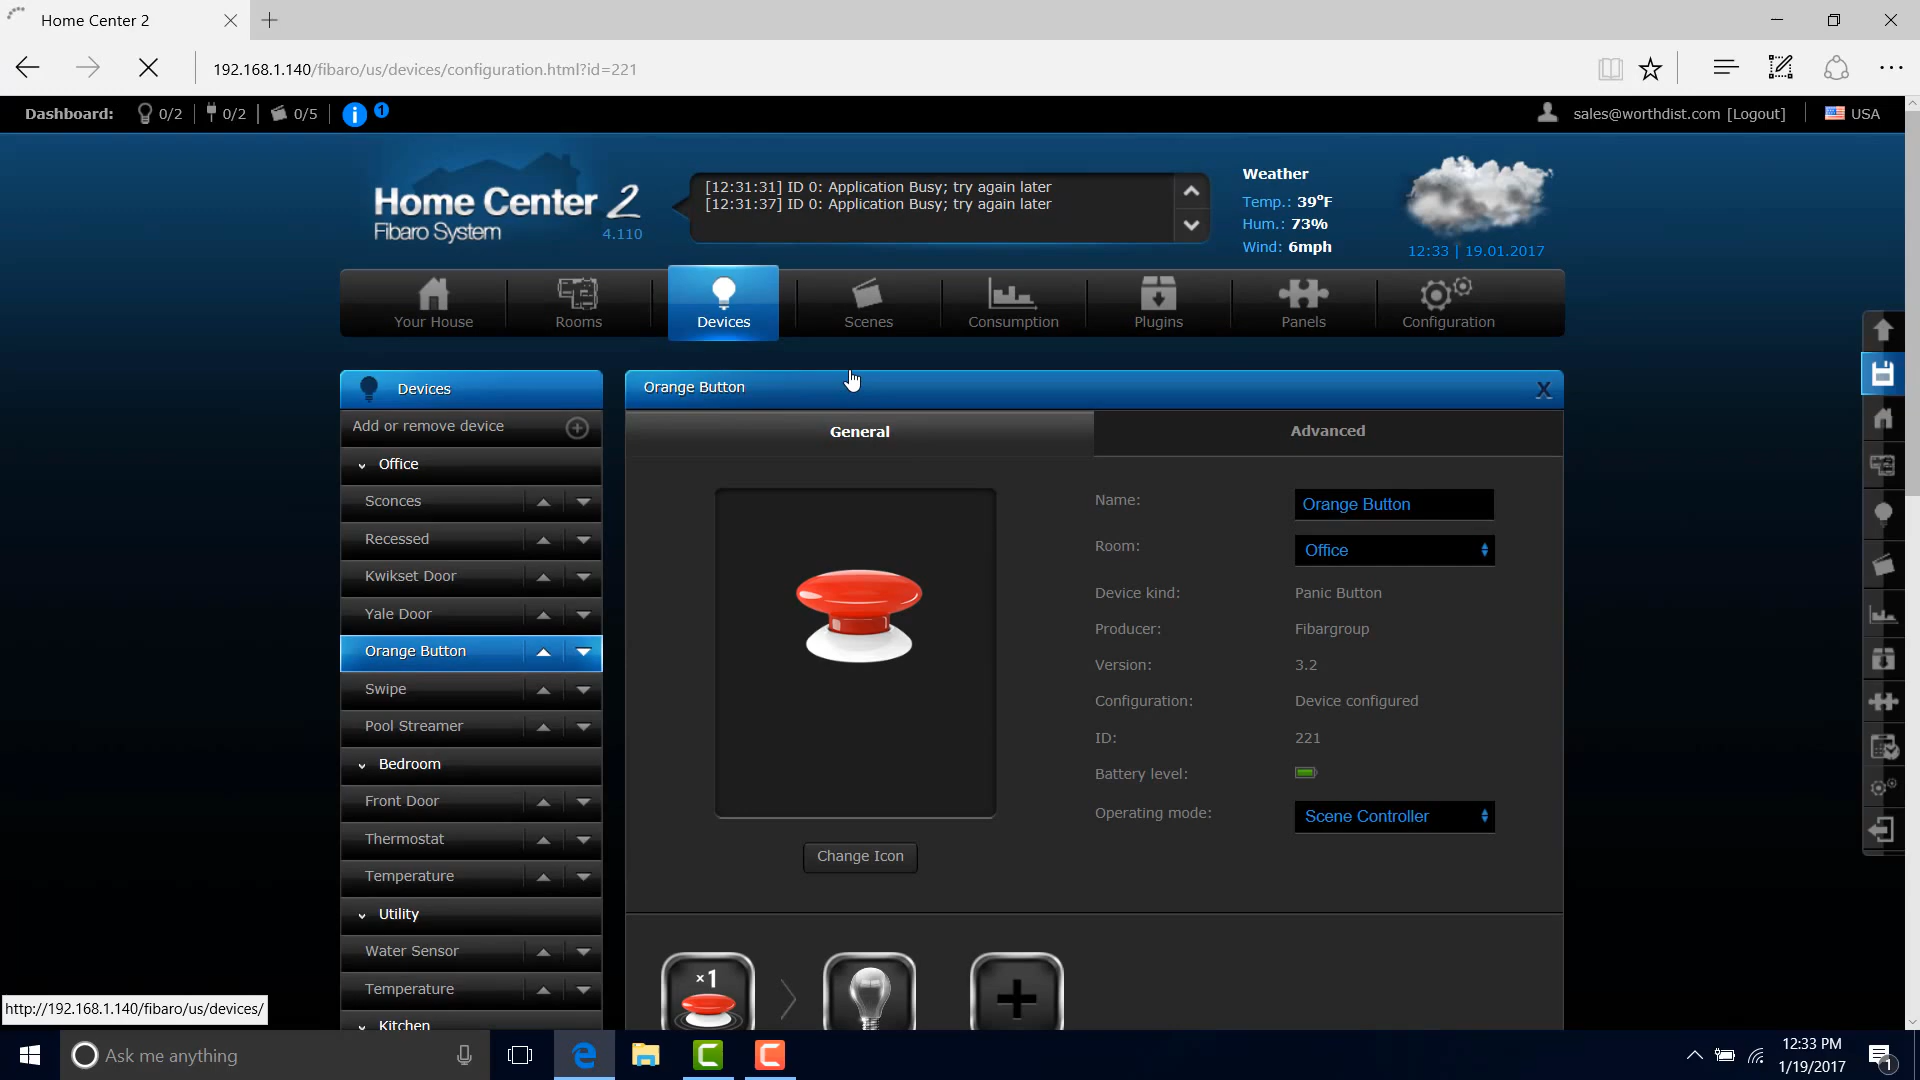 Home Center 2
192.168.1.140/fibaro/us/devices/configuration.html?id=221
Dashboard: 0/2 0/2 0/5 i 1
sales@worthdist.com [Logout] USA
Home Center 2
Fibaro System 4.110
[12:31:31] ID 0: Application Busy; try again later
[12:31:37] ID 0: Application Busy; try again later
Weather
Temp.: 39°F
Hum.: 73%
Wind: 6mph
12:33 | 19.01.2017
Your House Rooms Devices Scenes Consumption Plugins Panels Configuration
Devices
Add or remove device
Office
Sconces
Recessed
Kwikset Door
Yale Door
Orange Button
Swipe
Pool Streamer
Bedroom
Front Door
Thermostat
Temperature
Utility
Water Sensor
Temperature
Kitchen
Orange Button X
General Advanced
Name: Orange Button
Room: Office
Device kind: Panic Button
Producer: Fibargroup
Version: 3.2
Configuration: Device configured
ID: 221
Battery level:
Operating mode: Scene Controller
Change Icon
×1
http://192.168.1.140/fibaro/us/devices/
Ask me anything
12:33 PM
1/19/2017
1